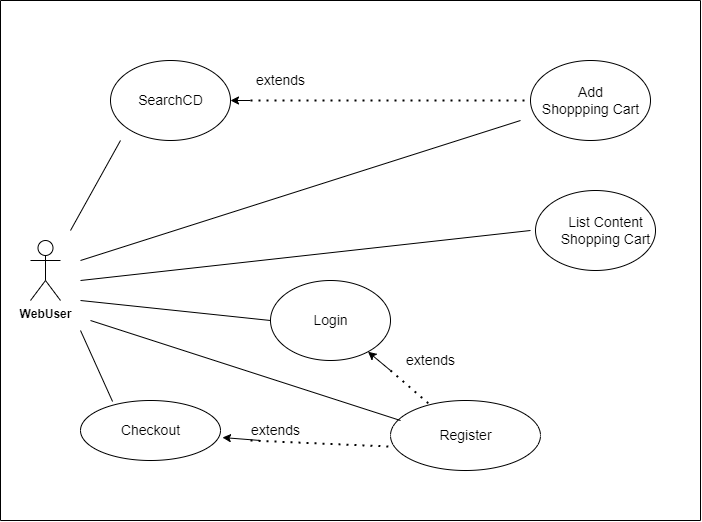 extends
SearchCD
Add
Shoppping Cart
List Content
Shopping Cart
WebUser
Login
extends
Checkout
extends
Register